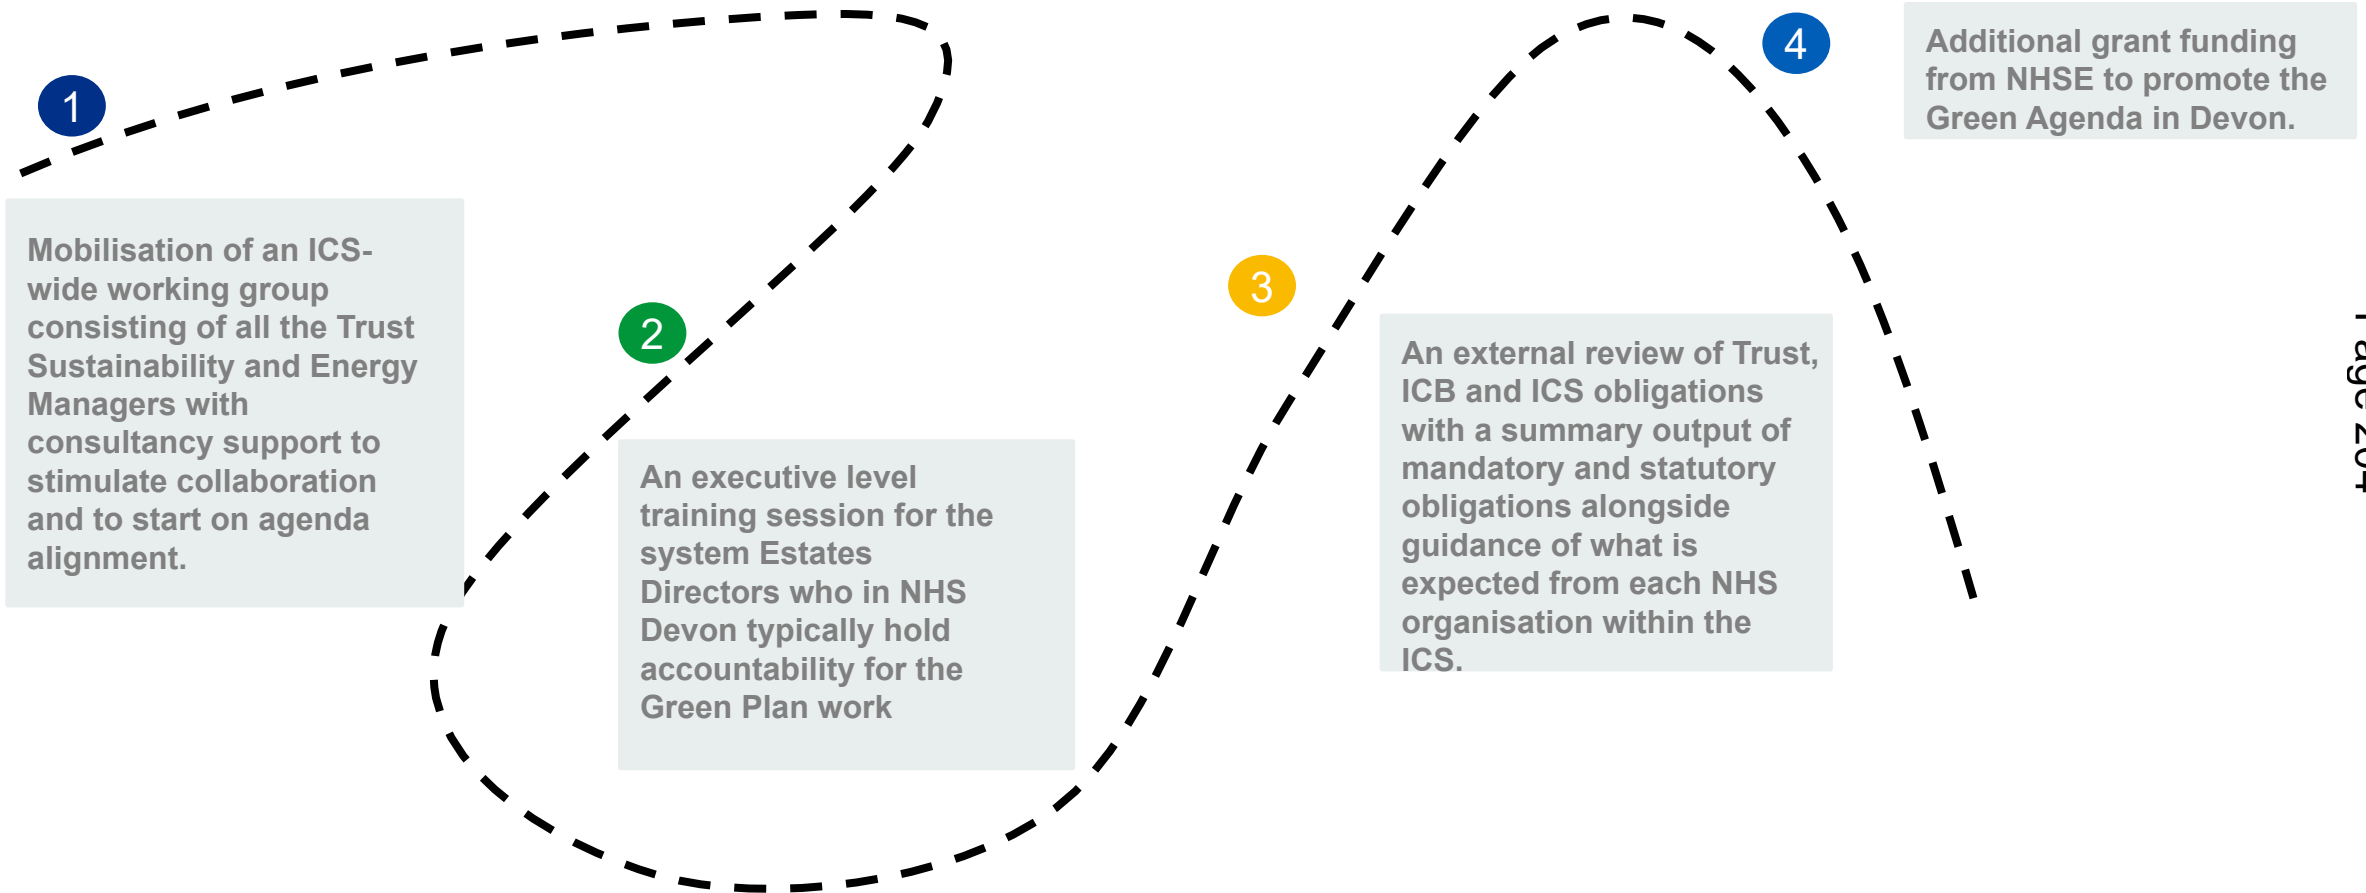 1
Mobilisation of an ICS-
wide working group
consisting of all the Trust
Sustainability and Energy
Managers with
consultancy support to
stimulate collaboration
and to start on agenda
alignment.
2
An executive level
training session for the
system Estates
Directors who in NHS
Devon typically hold
accountability for the
Green Plan work
3
An external review of Trust,
ICB and ICS obligations
with a summary output of
mandatory and statutory
obligations alongside
guidance of what is
expected from each NHS
organisation within the
ICS.
4
Additional grant funding
from NHSE to promote the
Green Agenda in Devon.
Page 264